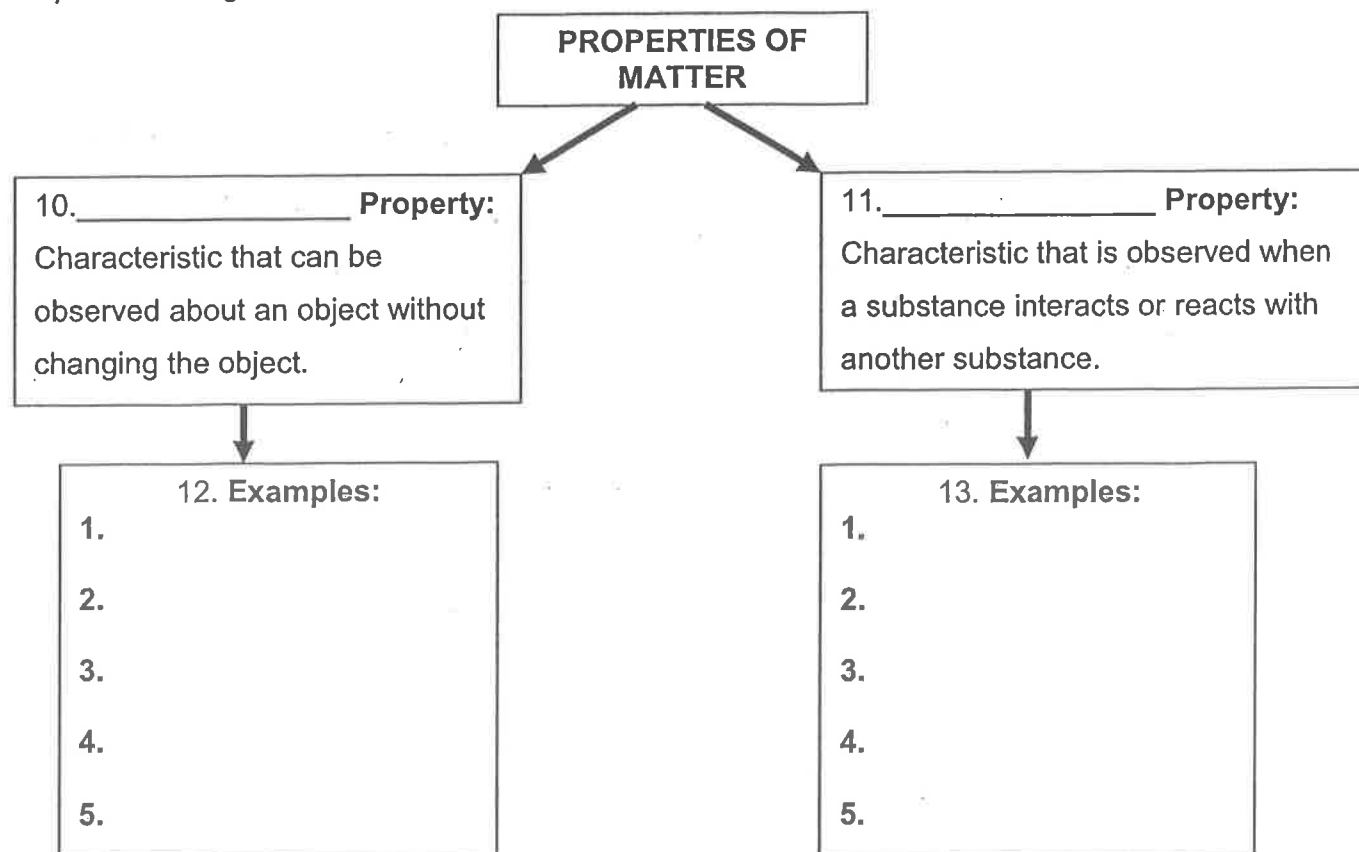 PROPERTIES OF
MATTER
10.________________ Property:
Characteristic that can be
observed about an object without
changing the object.
11.________________ Property:
Characteristic that is observed when
a substance interacts or reacts with
another substance.
12. Examples:
1.
2.
3.
4.
5.
13. Examples:
1.
2.
3.
4.
5.